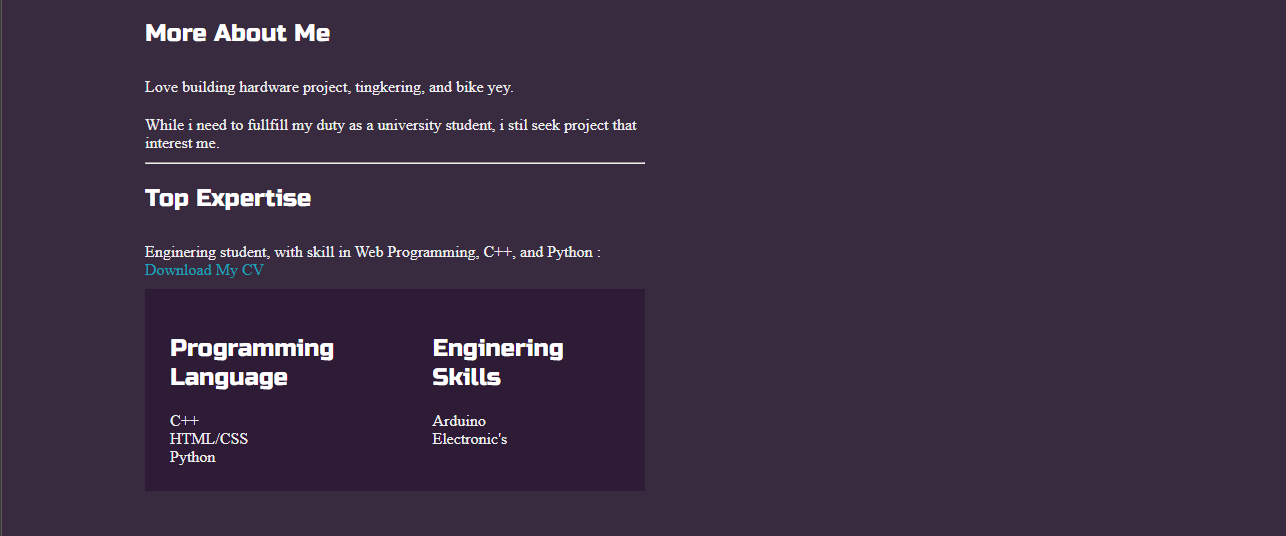 More About Me
Love building hardware project, tingkering, and bike yey.
While i need to fullfill my duty as a university student, i stil seek project that
interest me.
Top Expertise
Enginering student, with skill in Web Programming, C++, and Python :
Download My CV
Programming
Language
C++
HTML/CSS
Python
Enginering
Skills
Arduino
Electronic's